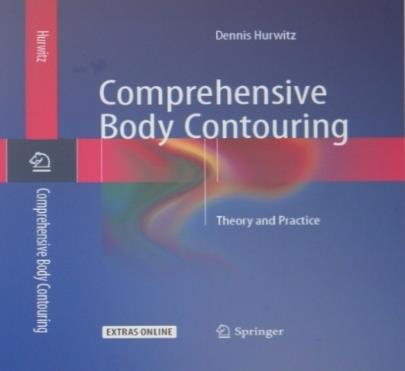 Hurwitz
Comprehensive Body Contouring
Dennis Hurwitz
Comprehensive
Body Contouring
Theory and Practice
EXTRAS ONLINE
Springer